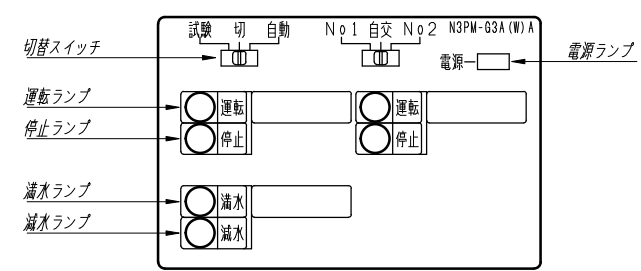 試験 切 自動 No1 自交 No2 N3PM-G3A(W)A
切替スイッチ
電源
電源ランプ
運転ランプ
運転 運転
停止ランプ
停止 停止
満水ランプ
満水
減水ランプ
減水